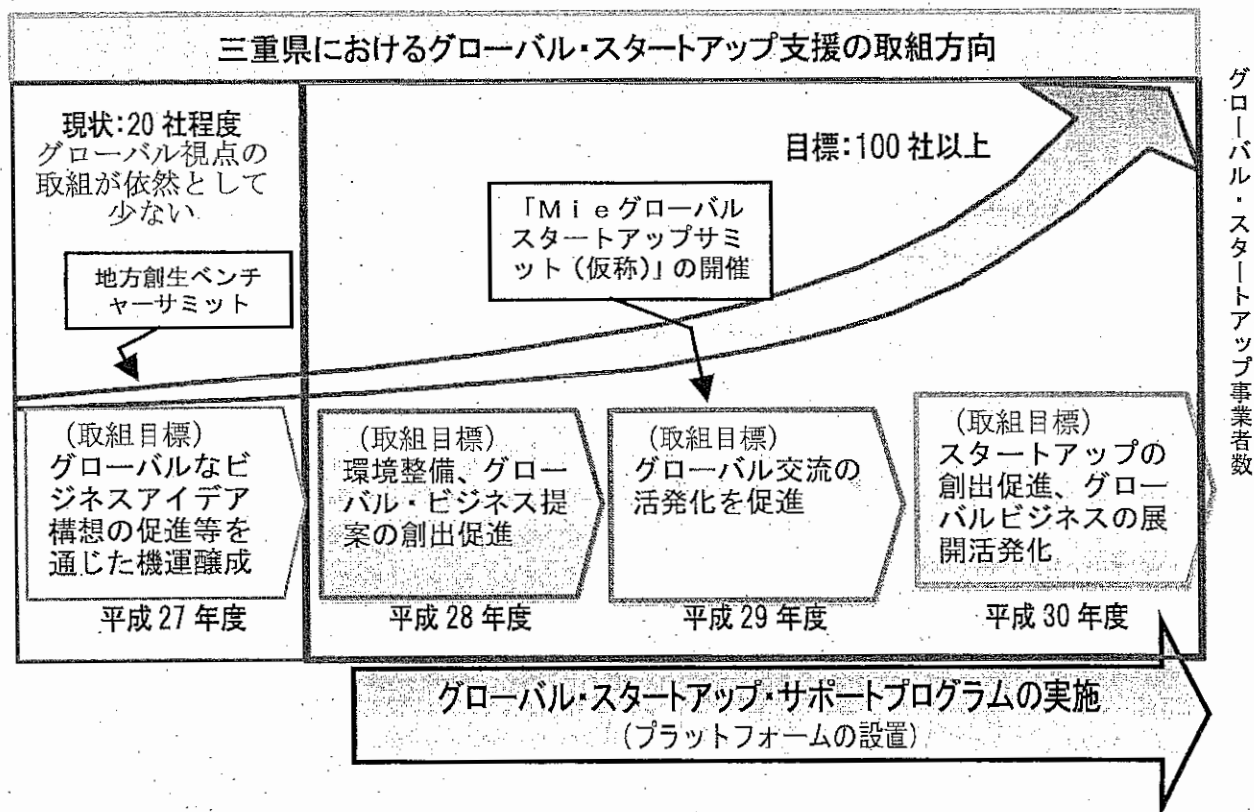 三重県におけるグローバル・スタートアップ支援の取組方向
現状:20社程度
グローバル視点の
取組が依然として
少ない
目標:100社以上
「Ｍｉｅグローバル
スタートアップサミ
ット(仮称)」の開催
地方創生ベンチ
ャーサミット
(取組目標)
グローバルなビ
ジネスアイデア
構想の促進等を
通じた機運醸成
平成27年度
(取組目標)
環境整備、グロー
バル・ビジネス提
案の創出促進
平成28年度
(取組目標)
グローバル交流の
活発化を促進
平成29年度
(取組目標)
スタートアップの
創出促進、グロー
バルビジネスの展
開活発化
平成30年度
グローバル・スタートアップ・サポートプログラムの実施
(プラットフォームの設置)
グローバル・スタートアップ事業者数